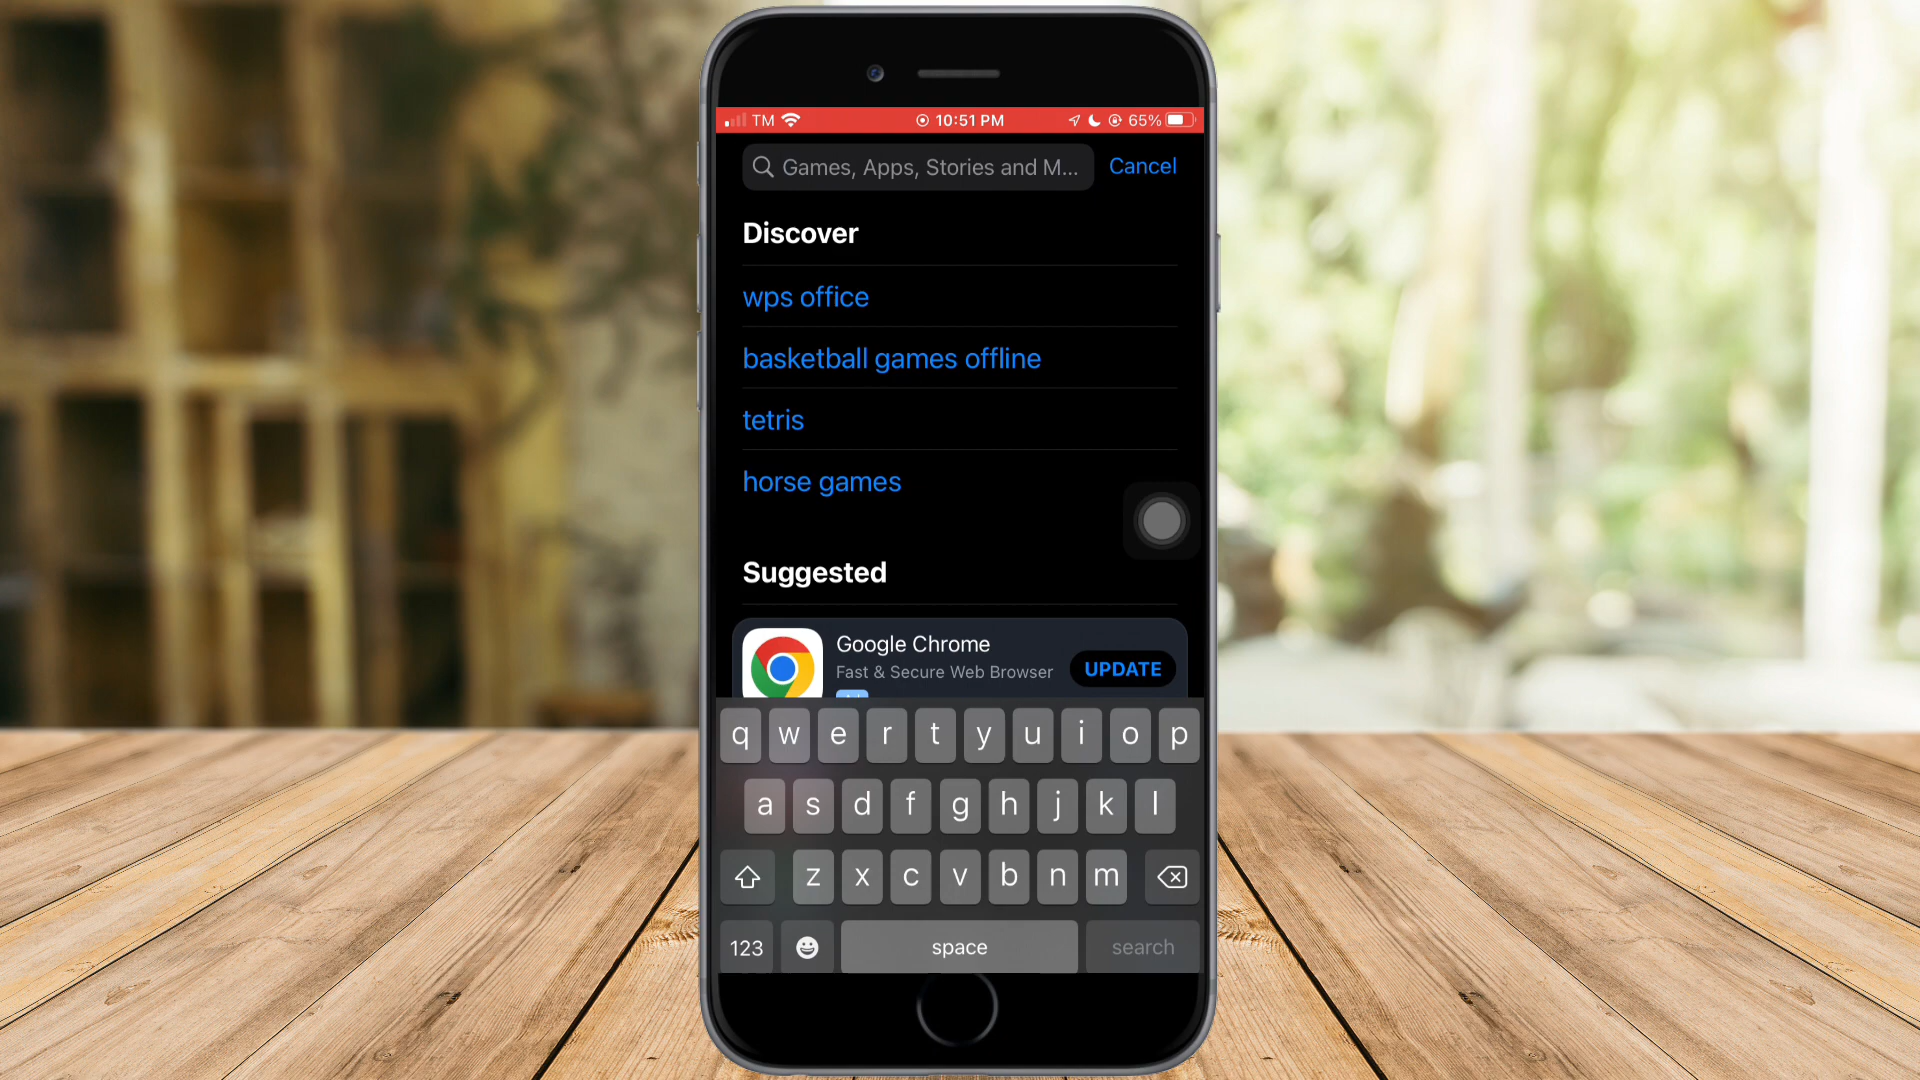 TM 10:51 PM 65%
Games, Apps, Stories and M... Cancel
Discover
wps office
basketball games offline
tetris
horse games
Suggested
Google Chrome
Fast & Secure Web Browser
UPDATE
q w e r t y u i o p
a s d f g h j k l
z x c v b n m
123 space search